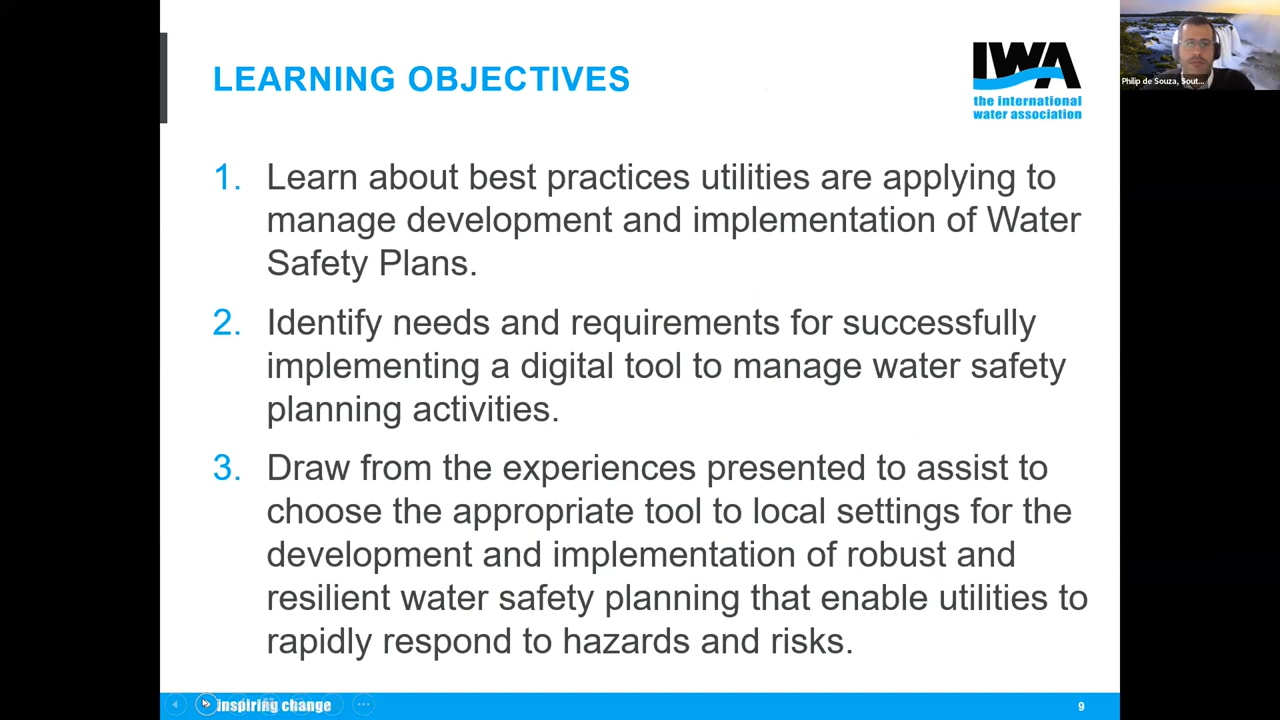 LEARNING OBJECTIVES
IWA
the international
water association
Philip de Souza, Sout...
1. Learn about best practices utilities are applying to
manage development and implementation of Water
Safety Plans.
2. Identify needs and requirements for successfully
implementing a digital tool to manage water safety
planning activities.
3. Draw from the experiences presented to assist to
choose the appropriate tool to local settings for the
development and implementation of robust and
resilient water safety planning that enable utilities to
rapidly respond to hazards and risks.
inspiring change
9